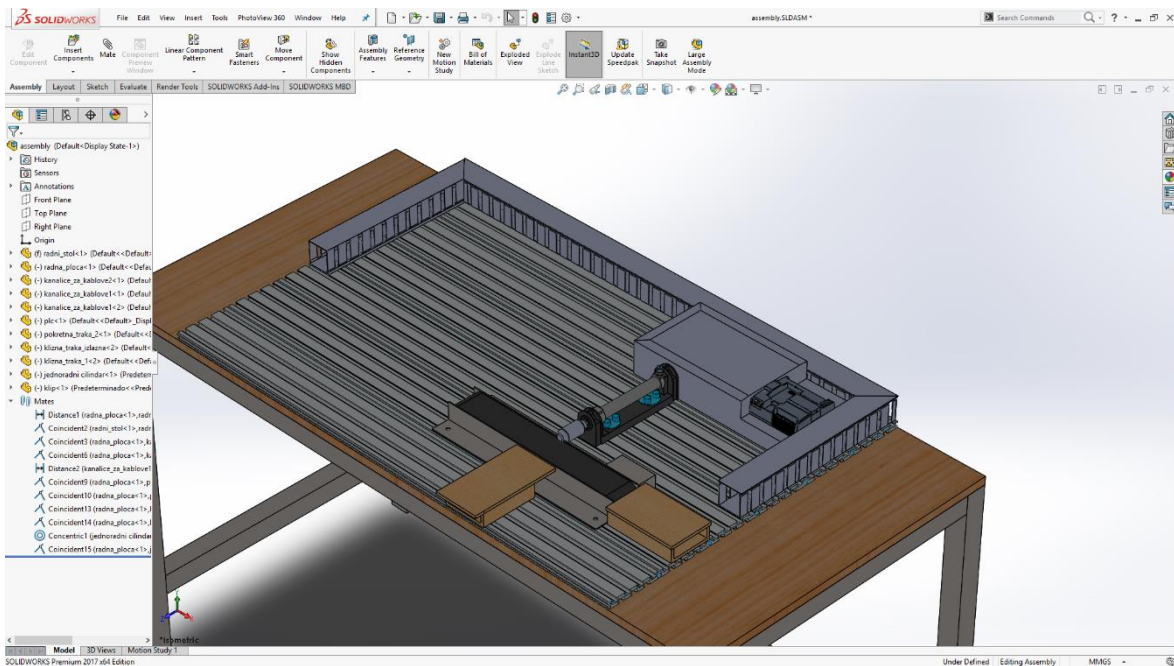 SOLIDWORKS File Edit View Insert Tools PhotoView 360 Window Help assembly.SLDASM * Search Commands
Edit Component
Insert Components
Mate
Component Preview Window
Linear Component Pattern
Smart Fasteners
Move Component
Show Hidden Components
Assembly Features
Reference Geometry
New Motion Study
Bill of Materials
Exploded View
Explode Line Sketch
Instant3D
Update Speedpak
Take Snapshot
Large Assembly Mode
Assembly Layout Sketch Evaluate Render Tools SOLIDWORKS Add-Ins SOLIDWORKS MBD
assembly (Default<Display State-1>)
History
Sensors
Annotations
Front Plane
Top Plane
Right Plane
Origin
(f) radni_stol<1> (Default<<Default>
(-) radna_ploca<1> (Default<<Defau
(-) kanalice_za_kablove2<1> (Default
(-) kanalice_za_kablove1<1> (Default
(-) kanalice_za_kablove1<2> (Default
(-) plc<1> (Default<<Default>_Displ
(-) pokretna_traka_2<1> (Default<<D
(-) klizna_traka_izlazna<2> (Default<
(-) klizna_traka_1<2> (Default<<Defa
(-) jednoradni cilindar<1> (Predeterm
(-) klip<1> (Predeterminado<<Pred
Mates
Distance1 (radna_ploca<1>,radr
Coincident2 (radni_stol<1>,radr
Coincident3 (radna_ploca<1>,k
Coincident6 (radna_ploca<1>,k
Distance2 (kanalice_za_kablove1
Coincident9 (radna_ploca<1>,p
Coincident10 (radna_ploca<1>,
Coincident13 (radna_ploca<1>,
Coincident14 (radna_ploca<1>,
Concentric1 (jednoradni cilindar
Coincident15 (radna_ploca<1>,j
*Isometric
Model 3D Views Motion Study 1
SOLIDWORKS Premium 2017 x64 Edition Under Defined Editing Assembly MMGS